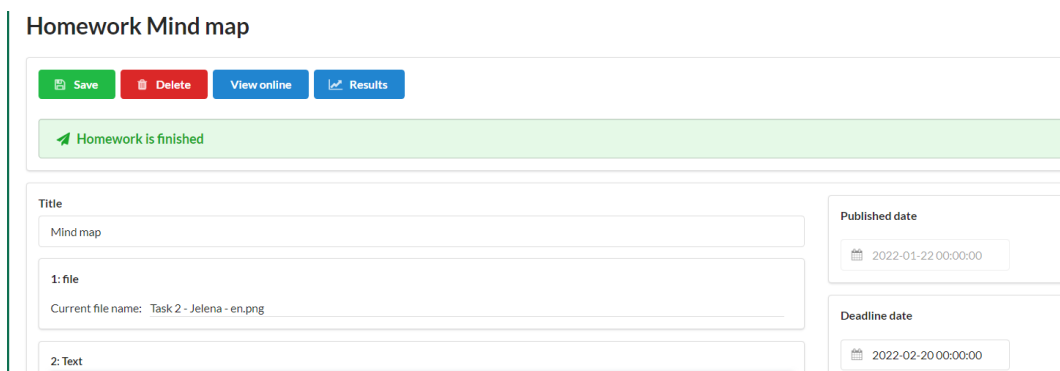 Homework Mind map
Save Delete View online Results
Homework is finished
Title
Mind map
1: file
Current file name: Task 2 - Jelena - en.png
2: Text
Published date
2022-01-22 00:00:00
Deadline date
2022-02-20 00:00:00